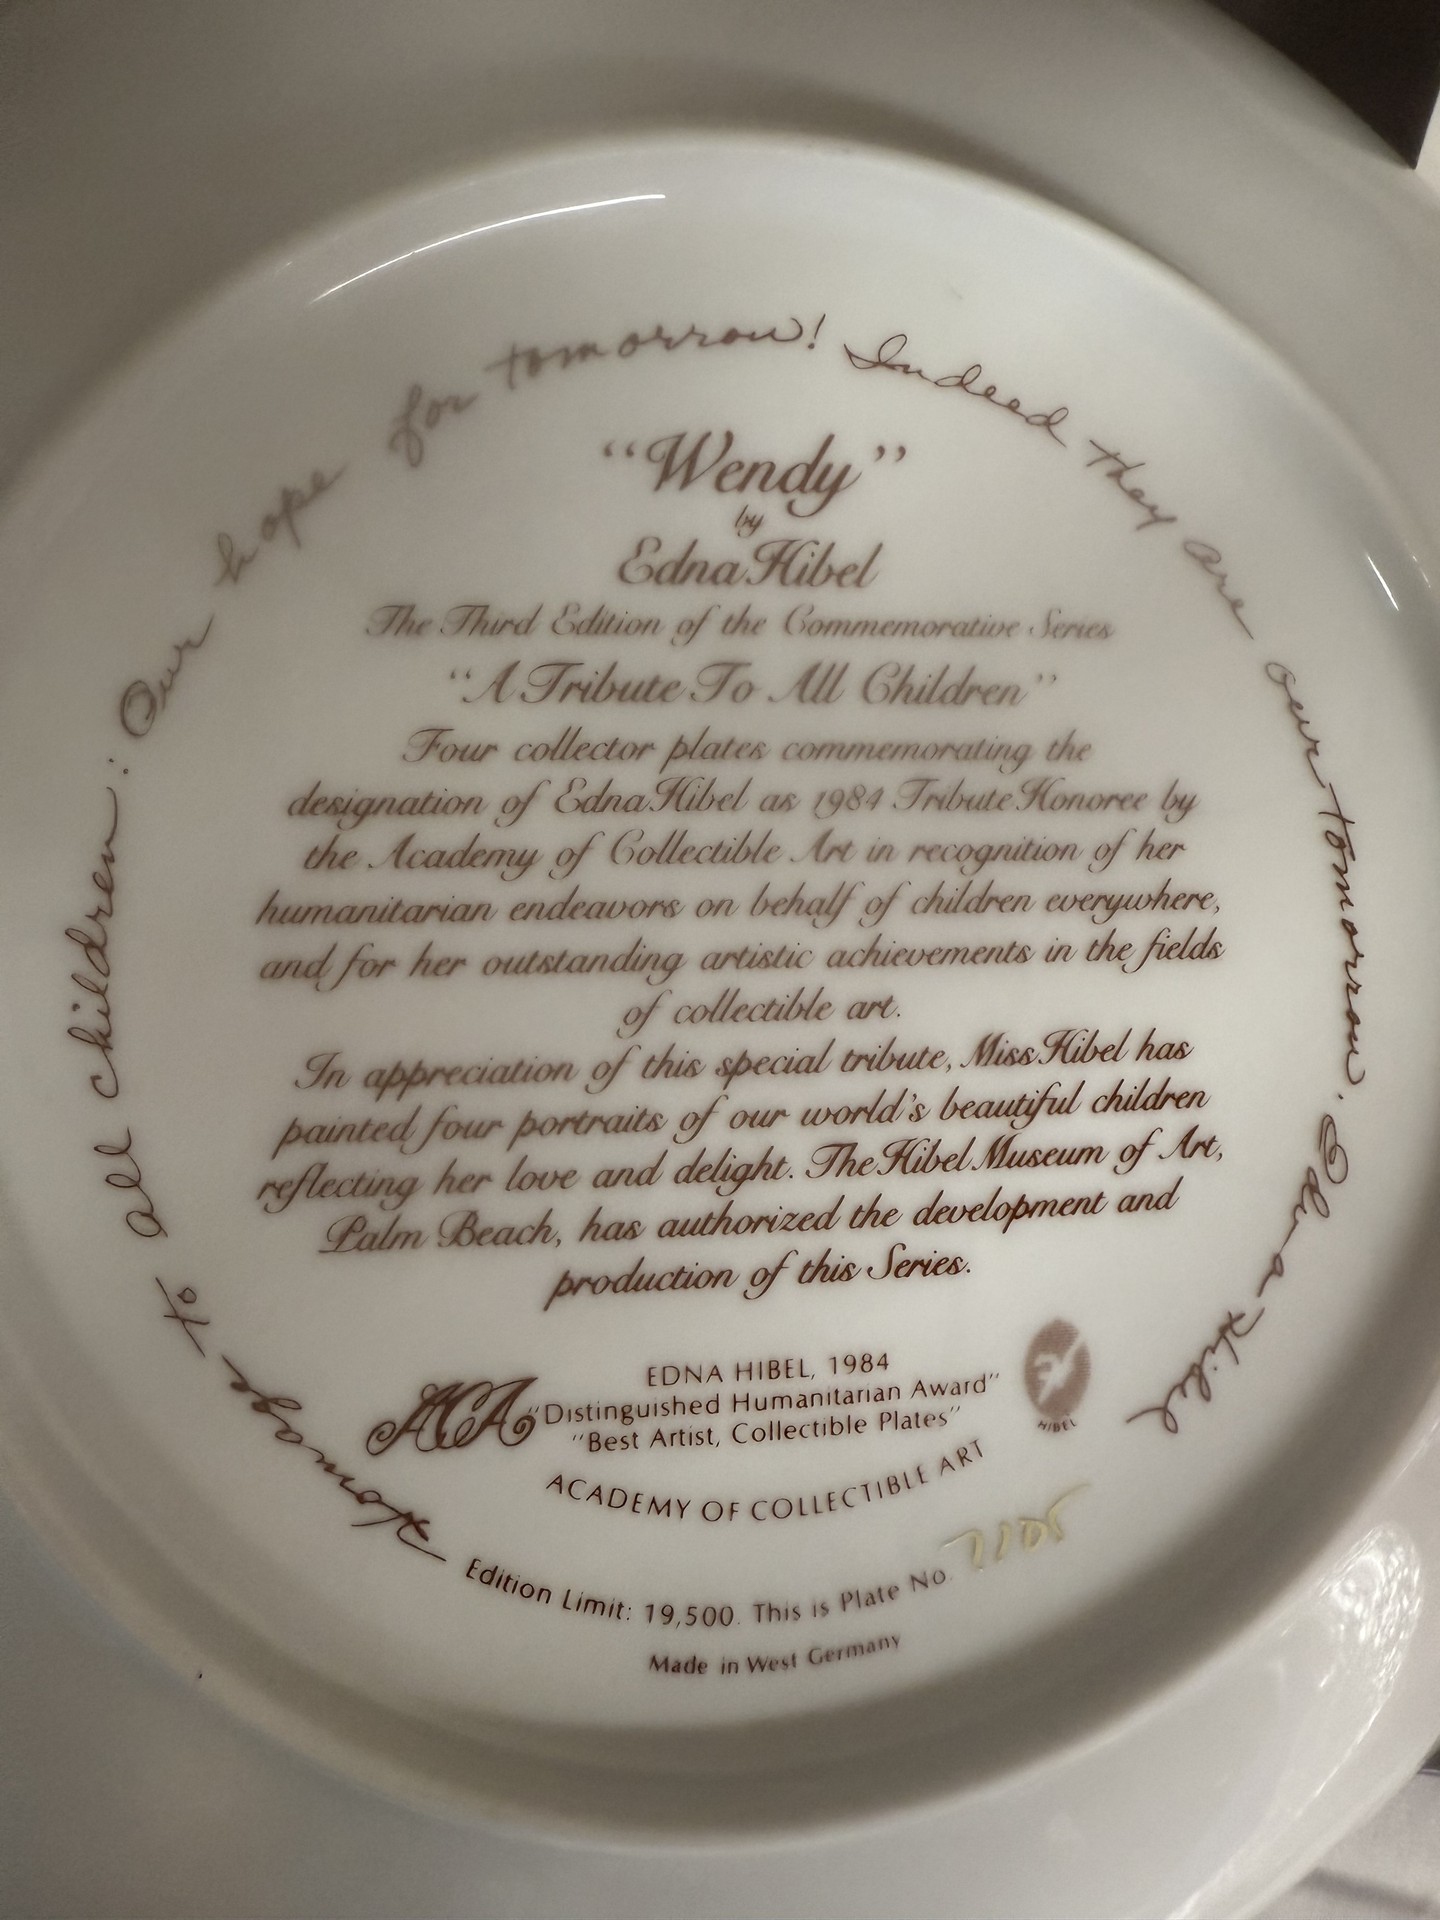 Homage to all children: Our hope for tomorrow! Indeed they are our tomorrow. Edna Hibel
“Wendy”
by
Edna Hibel
The Third Edition of the Commemorative Series
“A Tribute To All Children”
Four collector plates commemorating the
designation of Edna Hibel as 1984 Tribute Honoree by
the Academy of Collectible Art in recognition of her
humanitarian endeavors on behalf of children everywhere,
and for her outstanding artistic achievements in the fields
of collectible art.
In appreciation of this special tribute, Miss Hibel has
painted four portraits of our world's beautiful children
reflecting her love and delight. The Hibel Museum of Art,
Palm Beach, has authorized the development and
production of this Series.
ACA
EDNA HIBEL, 1984
"Distinguished Humanitarian Award"
"Best Artist, Collectible Plates"
ACADEMY OF COLLECTIBLE ART
HIBEL
Edition Limit: 19,500. This is Plate No.
Made in West Germany